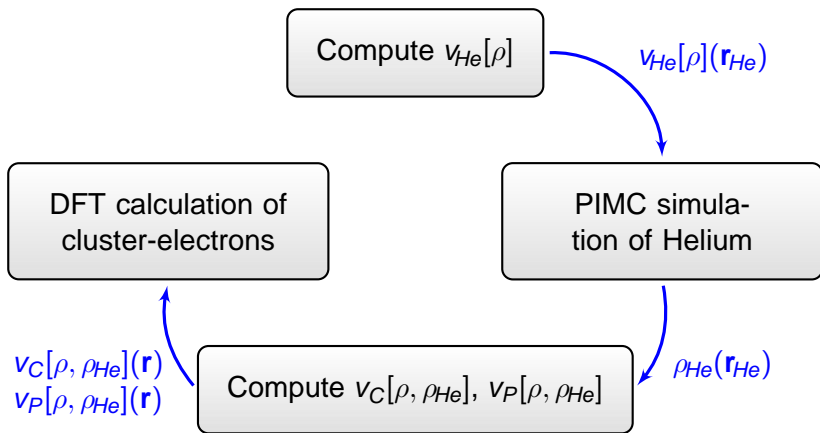 Compute v_He[ρ]
v_He[ρ](r_He)
DFT calculation of
cluster-electrons
PIMC simula-
tion of Helium
v_C[ρ, ρ_He](r)
v_P[ρ, ρ_He](r)
Compute v_C[ρ, ρ_He], v_P[ρ, ρ_He]
ρ_He(r_He)